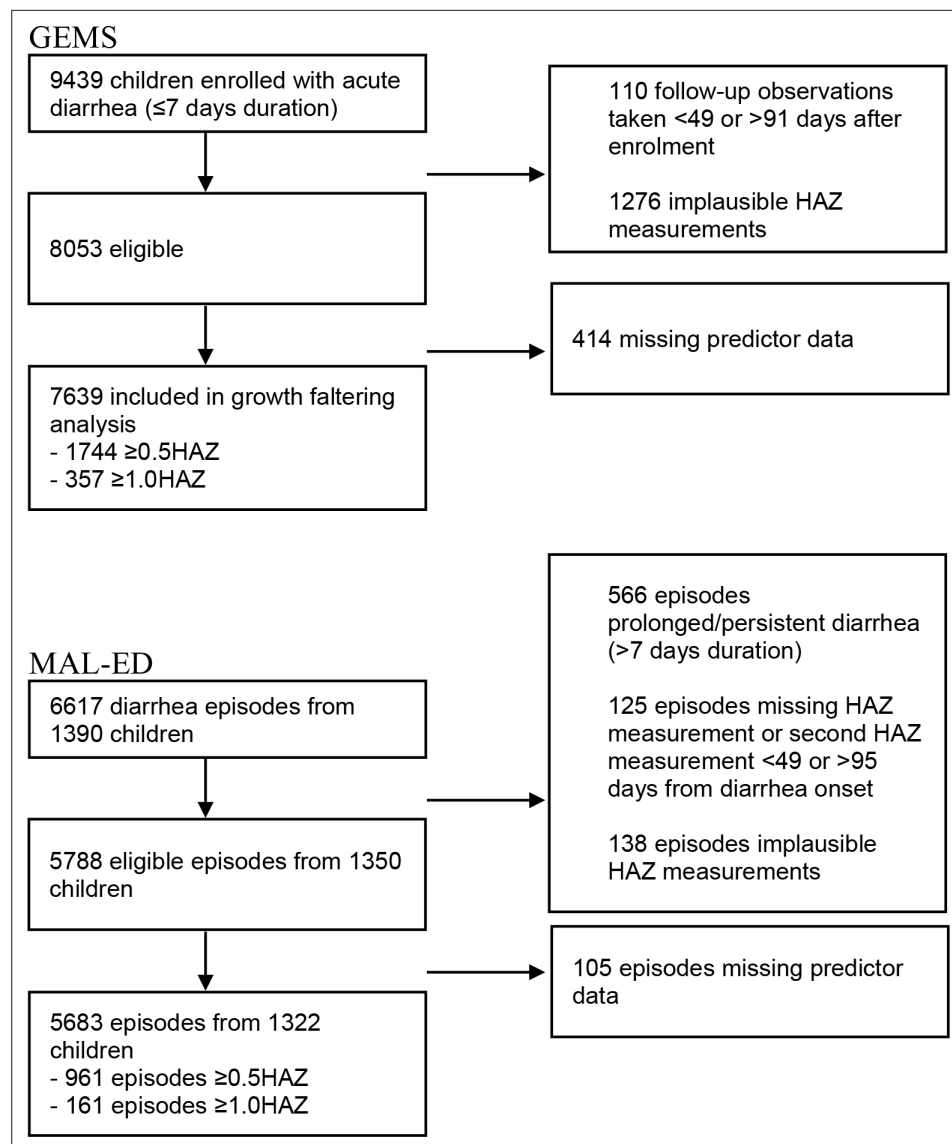 GEMS
9439 children enrolled with acute
diarrhea (≤7 days duration)
110 follow-up observations
taken <49 or >91 days after
enrolment
1276 implausible HAZ
measurements
8053 eligible
414 missing predictor data
7639 included in growth faltering
analysis
- 1744 ≥0.5HAZ
- 357 ≥1.0HAZ
MAL-ED
6617 diarrhea episodes from
1390 children
566 episodes
prolonged/persistent diarrhea
(>7 days duration)
125 episodes missing HAZ
measurement or second HAZ
measurement <49 or >95
days from diarrhea onset
138 episodes implausible
HAZ measurements
5788 eligible episodes from 1350
children
105 episodes missing predictor
data
5683 episodes from 1322
children
- 961 episodes ≥0.5HAZ
- 161 episodes ≥1.0HAZ